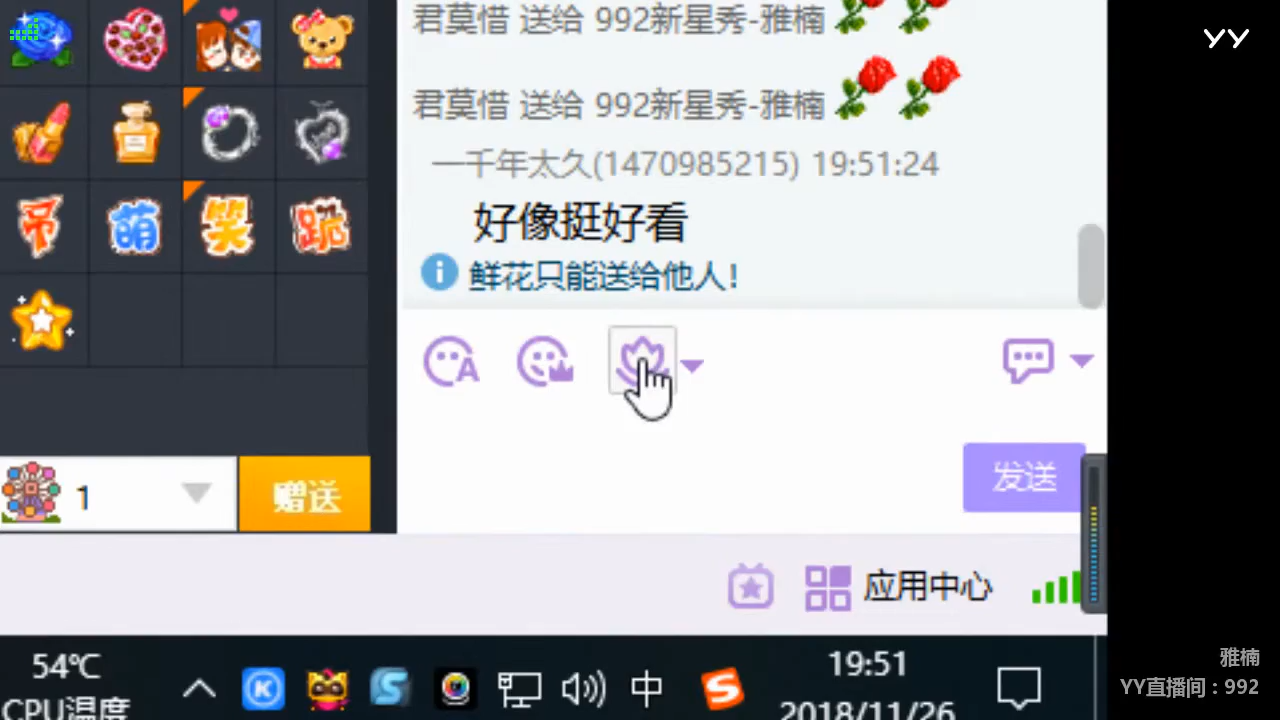 君莫惜 送给 992新星秀-雅楠
YY
君莫惜 送给 992新星秀-雅楠
一千年太久(1470985215) 19:51:24
吊
萌
笑
跪
好像挺好看
鲜花只能送给他人!
1
赠送
发送
应用中心
54℃
CPU温度
中
19:51
2018/11/26
雅楠
YY直播间:992